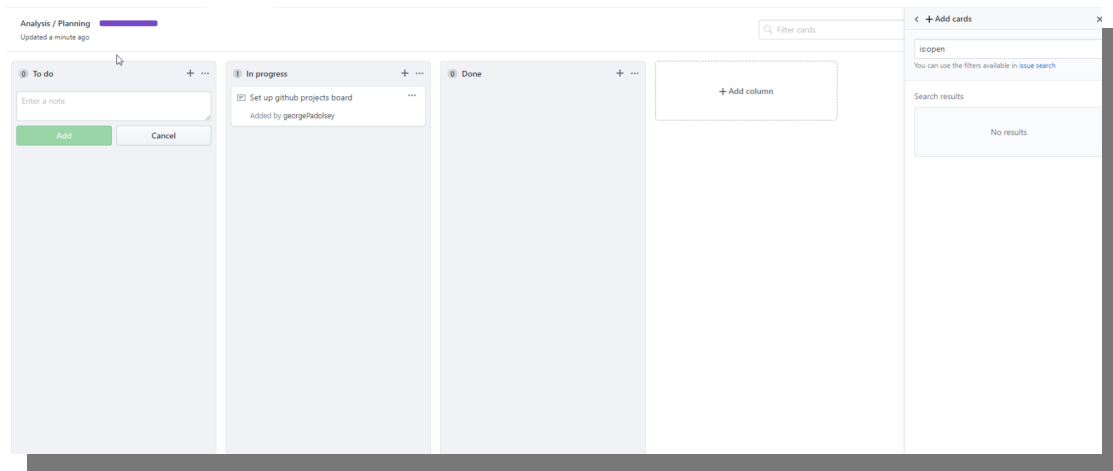 Analysis / Planning
Updated a minute ago
Filter cards
0 To do
Enter a note
Add Cancel
1 In progress
Set up github projects board
Added by georgePadolsey
0 Done
+ Add column
+ Add cards
is:open
You can use the filters available in issue search
Search results
No results